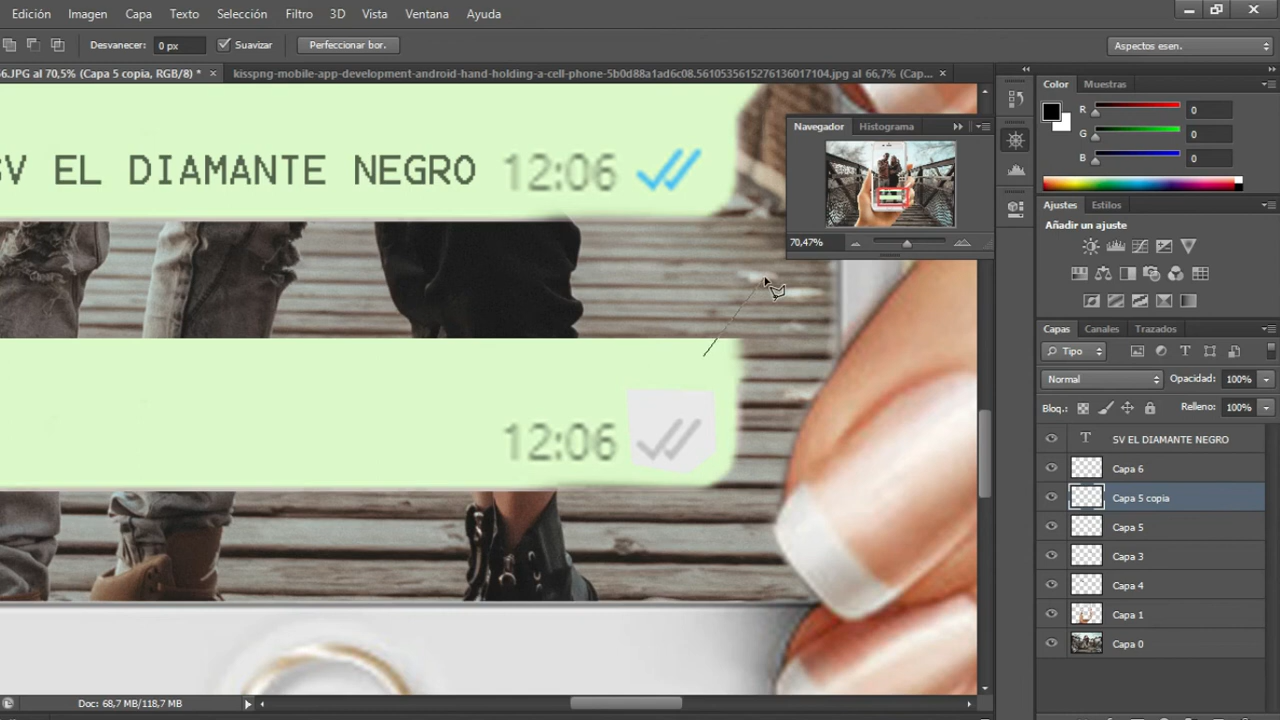 Edición Imagen Capa Texto Selección Filtro 3D Vista Ventana Ayuda
Desvanecer: 0 px Suavizar Perfeccionar bor. Aspectos esen.
6.JPG al 70,5% (Capa 5 copia, RGB/8) * × kisspng-mobile-app-development-android-hand-holding-a-cell-phone-5b0d88a1ad6c08.5610535615276136017104.jpg al 66,7% (Cap... ×
Color Muestras
R 0
G 0
B 0
Navegador Histograma
70,47%
SV EL DIAMANTE NEGRO 12:06
12:06
Ajustes Estilos
Añadir un ajuste
Capas Canales Trazados
Tipo
Normal Opacidad: 100%
Bloq.: Relleno: 100%
T SV EL DIAMANTE NEGRO
Capa 6
Capa 5 copia
Capa 5
Capa 3
Capa 4
Capa 1
Capa 0
Doc: 68,7 MB/118,7 MB